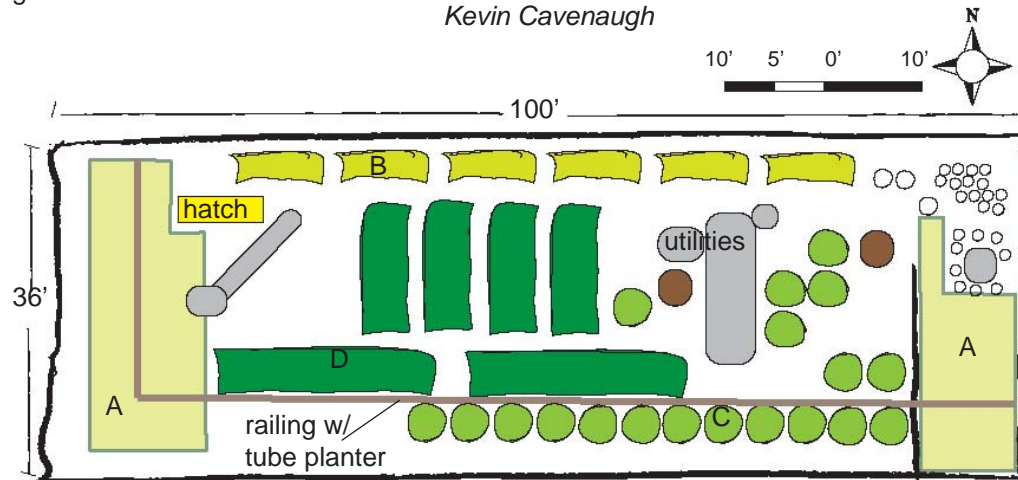 g
Kevin Cavenaugh
N
10’ 5’ 0’ 10’
100’
B
hatch
utilities
36’
D
A
A
C
railing w/
tube planter